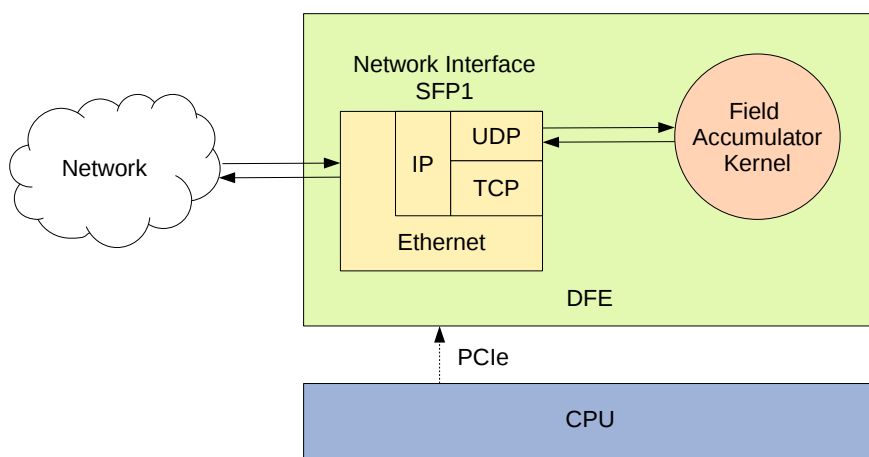 Network Interface
SFP1
Field
Accumulator
Kernel
UDP
IP
Network
TCP
Ethernet
DFE
PCIe
CPU